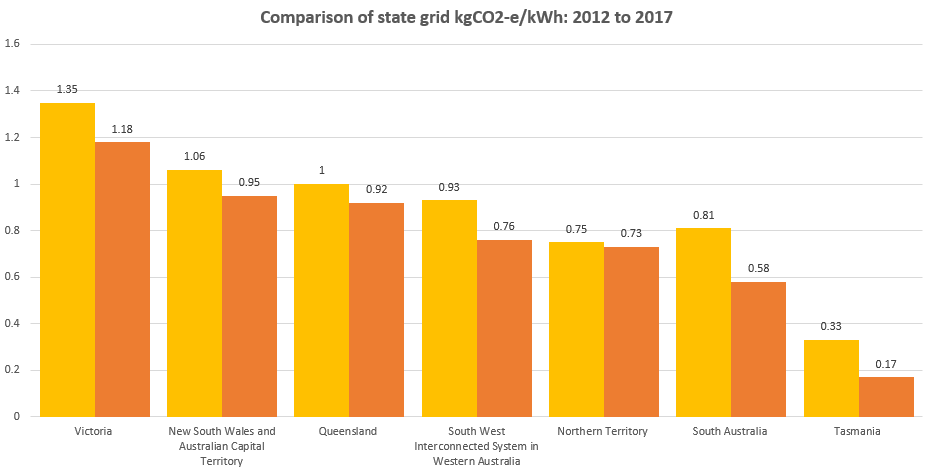 Comparison of state grid kgCO2-e/kWh: 2012 to 2017
1.6
1.4
1.2
1
0.8
0.6
0.4
0.2
0
1.35
1.18
1.06
0.95
1
0.92
0.93
0.76
0.75
0.73
0.81
0.58
0.33
0.17
Victoria
New South Wales and
Australian Capital
Territory
Queensland
South West
Interconnected System in
Western Australia
Northern Territory
South Australia
Tasmania